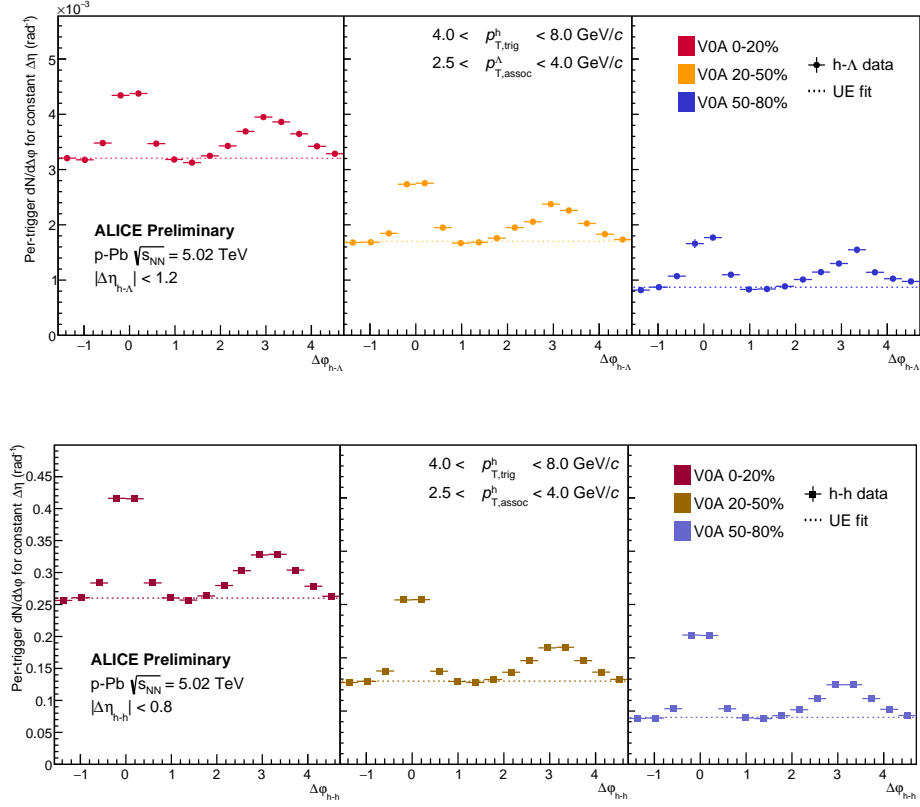 ×10⁻³
Per-trigger dN/dΔφ for constant Δη (rad⁻¹)
5
4
3
2
1
0
ALICE Preliminary
p-Pb √s_NN = 5.02 TeV
|Δη_h-Λ| < 1.2
4.0 < p^h_T,trig < 8.0 GeV/c
2.5 < p^Λ_T,assoc < 4.0 GeV/c
V0A 0-20%
V0A 20-50%
V0A 50-80%
h-Λ data
UE fit
−1 0 1 2 3 4
−1 0 1 2 3 4
−1 0 1 2 3 4
Δφ_h-Λ
Δφ_h-Λ
Δφ_h-Λ
Per-trigger dN/dΔφ for constant Δη (rad⁻¹)
0.45
0.4
0.35
0.3
0.25
0.2
0.15
0.1
0.05
0
ALICE Preliminary
p-Pb √s_NN = 5.02 TeV
|Δη_h-h| < 0.8
4.0 < p^h_T,trig < 8.0 GeV/c
2.5 < p^h_T,assoc < 4.0 GeV/c
V0A 0-20%
V0A 20-50%
V0A 50-80%
h-h data
UE fit
−1 0 1 2 3 4
−1 0 1 2 3 4
−1 0 1 2 3 4
Δφ_h-h
Δφ_h-h
Δφ_h-h